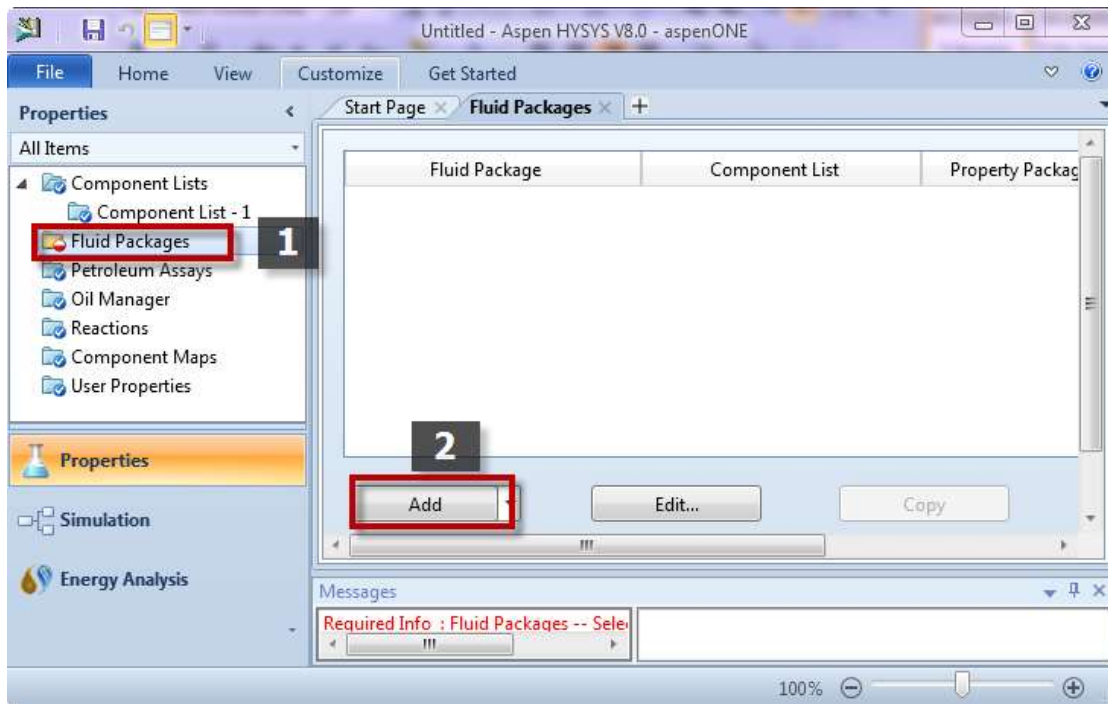 Untitled - Aspen HYSYS V8.0 - aspenONE
File Home View Customize Get Started
Properties
Start Page Fluid Packages
All Items
Component Lists
Component List - 1
Fluid Packages
Petroleum Assays
Oil Manager
Reactions
Component Maps
User Properties
1
Properties
Simulation
Energy Analysis
Fluid Package Component List Property Packag
2
Add Edit... Copy
Messages
Required Info : Fluid Packages -- Sele
100%